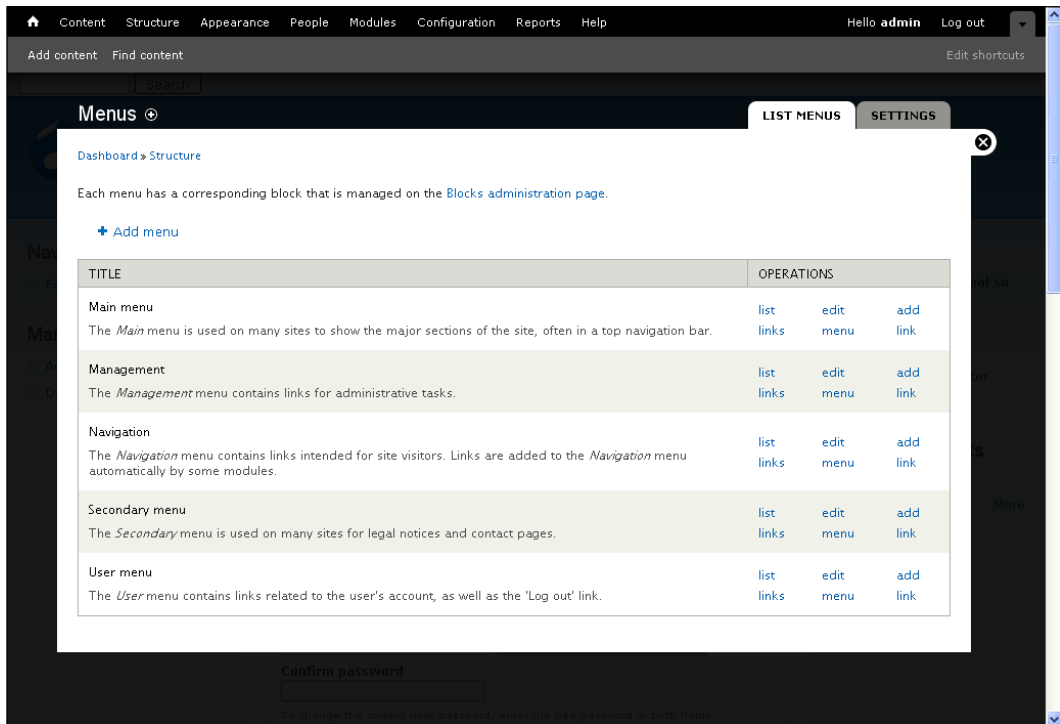 Content Structure Appearance People Modules Configuration Reports Help Hello admin Log out
Add content Find content Edit shortcuts
Search
Menus
LIST MENUS SETTINGS
Dashboard » Structure
Each menu has a corresponding block that is managed on the Blocks administration page.
+ Add menu
TITLE OPERATIONS
Main menu
The Main menu is used on many sites to show the major sections of the site, often in a top navigation bar.
list links edit menu add link
Management
The Management menu contains links for administrative tasks.
list links edit menu add link
Navigation
The Navigation menu contains links intended for site visitors. Links are added to the Navigation menu
automatically by some modules.
list links edit menu add link
Secondary menu
The Secondary menu is used on many sites for legal notices and contact pages.
list links edit menu add link
User menu
The User menu contains links related to the user's account, as well as the 'Log out' link.
list links edit menu add link
More
Confirm password
To change the current user password, enter the new password in both fields.